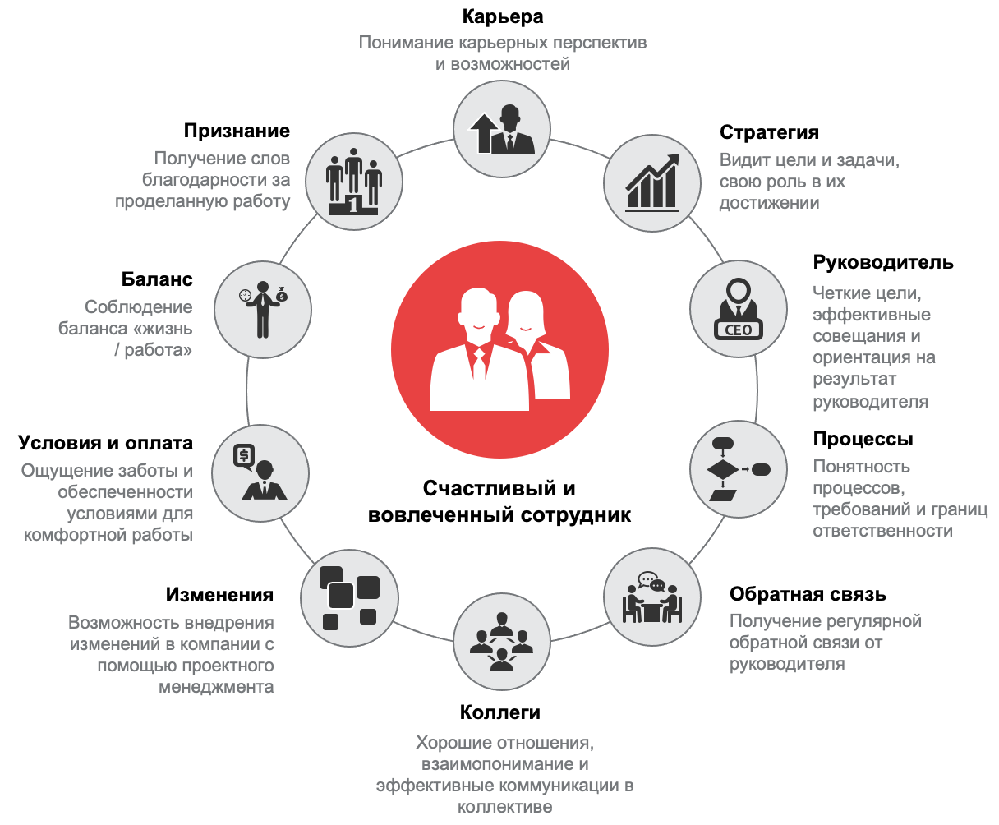 Карьера
Понимание карьерных перспектив
и возможностей
Стратегия
Видит цели и задачи,
свою роль в их
достижении
Руководитель
Четкие цели,
эффективные
совещания и
ориентация на
результат
руководителя
CEO
Процессы
Понятность
процессов,
требований и границ
ответственности
Обратная связь
Получение регулярной
обратной связи от
руководителя
Коллеги
Хорошие отношения,
взаимопонимание и
эффективные коммуникации в
коллективе
Изменения
Возможность внедрения
изменений в компании с
помощью проектного
менеджмента
Условия и оплата
Ощущение заботы и
обеспеченности
условиями для
комфортной работы
$
Баланс
Соблюдение
баланса «жизнь
/ работа»
$
Признание
Получение слов
благодарности за
проделанную работу
1
Счастливый и
вовлеченный сотрудник